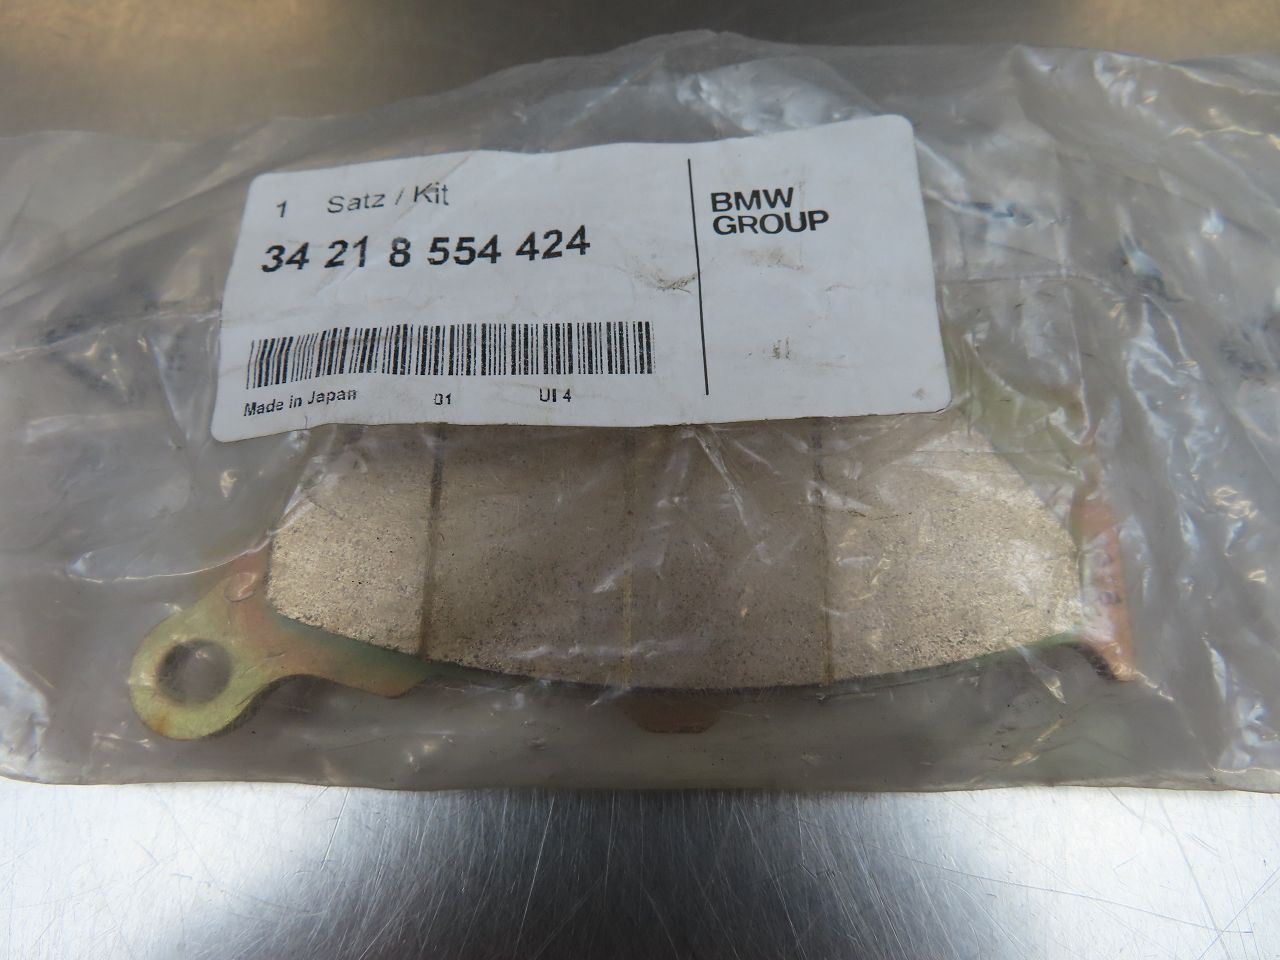 1 Satz / Kit
34 21 8 554 424
BMW
GROUP
Made in Japan 01 UI 4